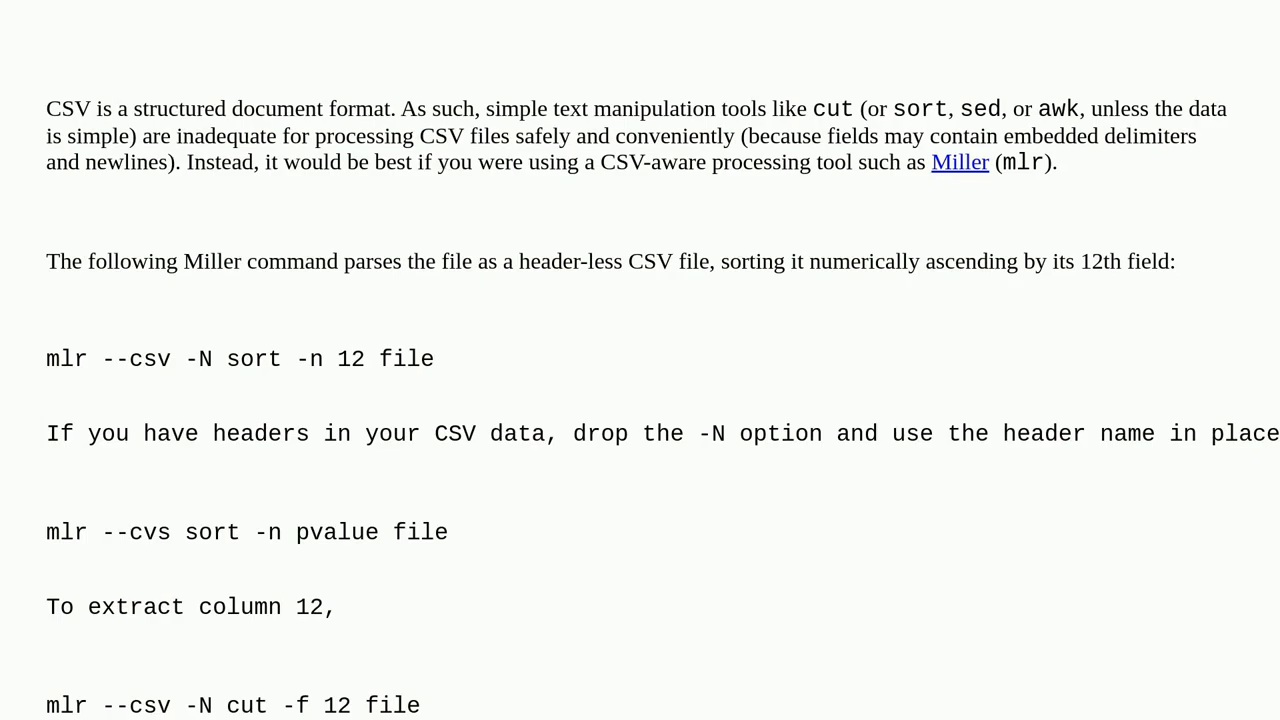 CSV is a structured document format. As such, simple text manipulation tools like cut (or sort, sed, or awk, unless the data
is simple) are inadequate for processing CSV files safely and conveniently (because fields may contain embedded delimiters
and newlines). Instead, it would be best if you were using a CSV-aware processing tool such as Miller (mlr).
The following Miller command parses the file as a header-less CSV file, sorting it numerically ascending by its 12th field:
mlr --csv -N sort -n 12 file
If you have headers in your CSV data, drop the -N option and use the header name in place
mlr --cvs sort -n pvalue file
To extract column 12,
mlr --csv -N cut -f 12 file